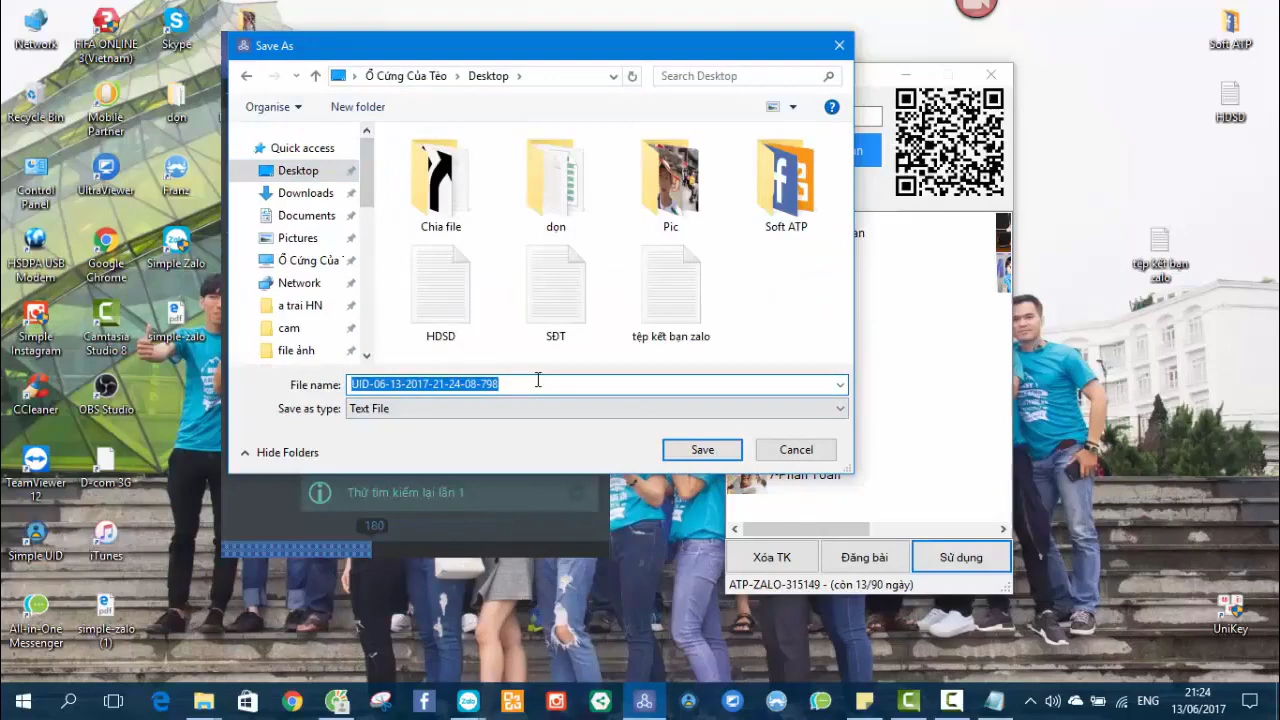 Network
FIFA ONLINE
3(Vietnam)
Skype
Recycle Bin
Mobile
Partner
dọn
Control
Panel
UltraViewer
Franz
HSDPA USB
Modem
Google
Chrome
Simple Zalo
Simple
Instagram
Camtasia
Studio 8
simple-zalo
CCleaner
OBS Studio
TeamViewer
12
D-com 3G
Simple UID
iTunes
All-in-One
Messenger
simple-zalo
(1)
Save As
Ổ Cứng Của Tèo
Desktop
Search Desktop
Organise
New folder
Quick access
Desktop
Downloads
Documents
Pictures
Ổ Cứng Của
Network
a trai HN
cam
file ảnh
Chia file
dọn
Pic
Soft ATP
HDSD
SĐT
tệp kết bạn zalo
File name:
UID-06-13-2017-21-24-08-798
Save as type:
Text File
Hide Folders
Save
Cancel
Thử tìm kiếm lại lần 1
180
Xóa TK
Đăng bài
Sử dụng
ATP-ZALO-315149 - (còn 13/90 ngày)
Soft ATP
HDSD
tệp kết bạn
zalo
UniKey
ENG
21:24
13/06/2017